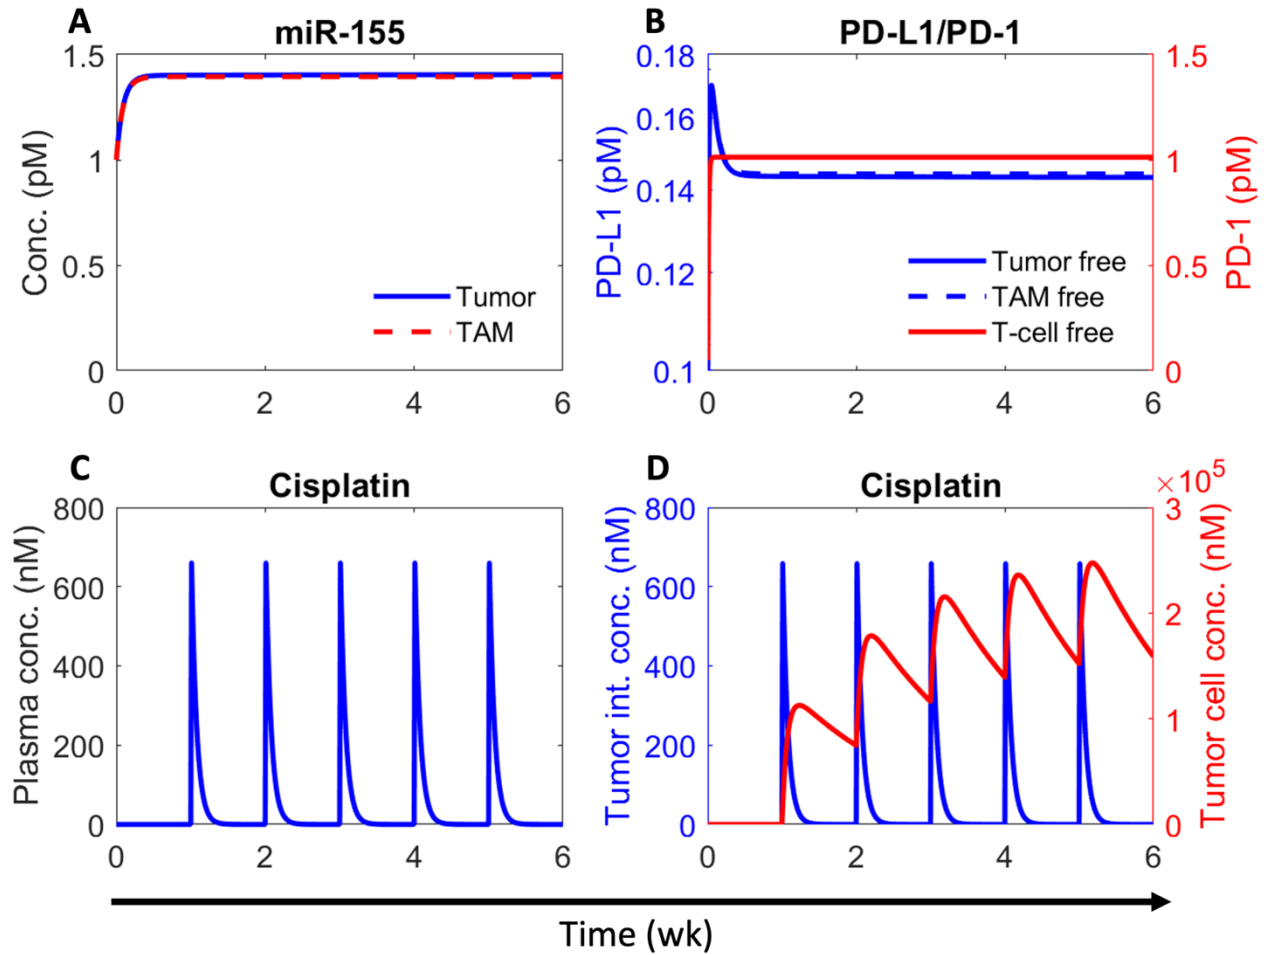 A
miR-155
Conc. (pM)
1.5
1
0.5
0
Tumor
TAM
0 2 4 6
B
PD-L1/PD-1
PD-L1 (pM)
0.18
0.16
0.14
0.12
0.1
1.5
1
0.5
0
PD-1 (pM)
Tumor free
TAM free
T-cell free
0 2 4 6
C
Cisplatin
Plasma conc. (nM)
800
600
400
200
0
0 2 4 6
D
Cisplatin
Tumor int. conc. (nM)
800
600
400
200
0
×10⁵
3
2
1
0
Tumor cell conc. (nM)
0 2 4 6
Time (wk)